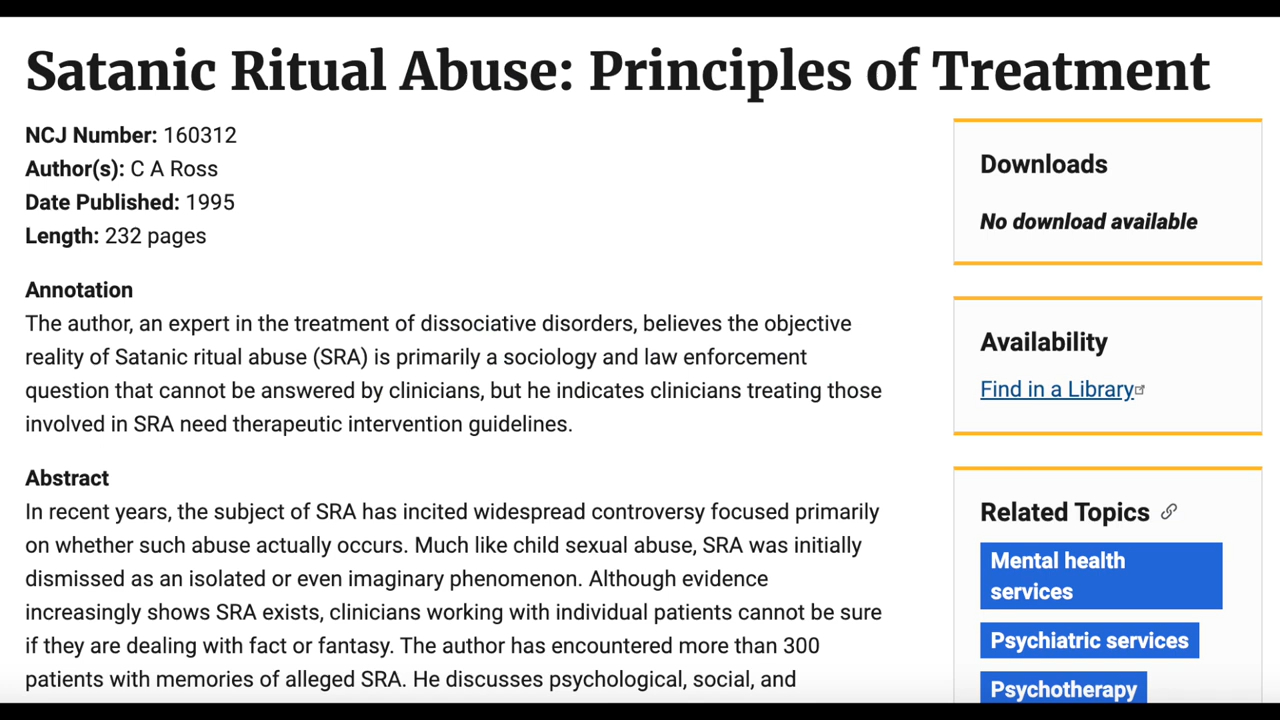 Satanic Ritual Abuse: Principles of Treatment
NCJ Number: 160312
Author(s): C A Ross
Date Published: 1995
Length: 232 pages
Annotation
The author, an expert in the treatment of dissociative disorders, believes the objective
reality of Satanic ritual abuse (SRA) is primarily a sociology and law enforcement
question that cannot be answered by clinicians, but he indicates clinicians treating those
involved in SRA need therapeutic intervention guidelines.
Abstract
In recent years, the subject of SRA has incited widespread controversy focused primarily
on whether such abuse actually occurs. Much like child sexual abuse, SRA was initially
dismissed as an isolated or even imaginary phenomenon. Although evidence
increasingly shows SRA exists, clinicians working with individual patients cannot be sure
if they are dealing with fact or fantasy. The author has encountered more than 300
patients with memories of alleged SRA. He discusses psychological, social, and
Downloads
No download available
Availability
Find in a Library
Related Topics
Mental health
services
Psychiatric services
Psychotherapy